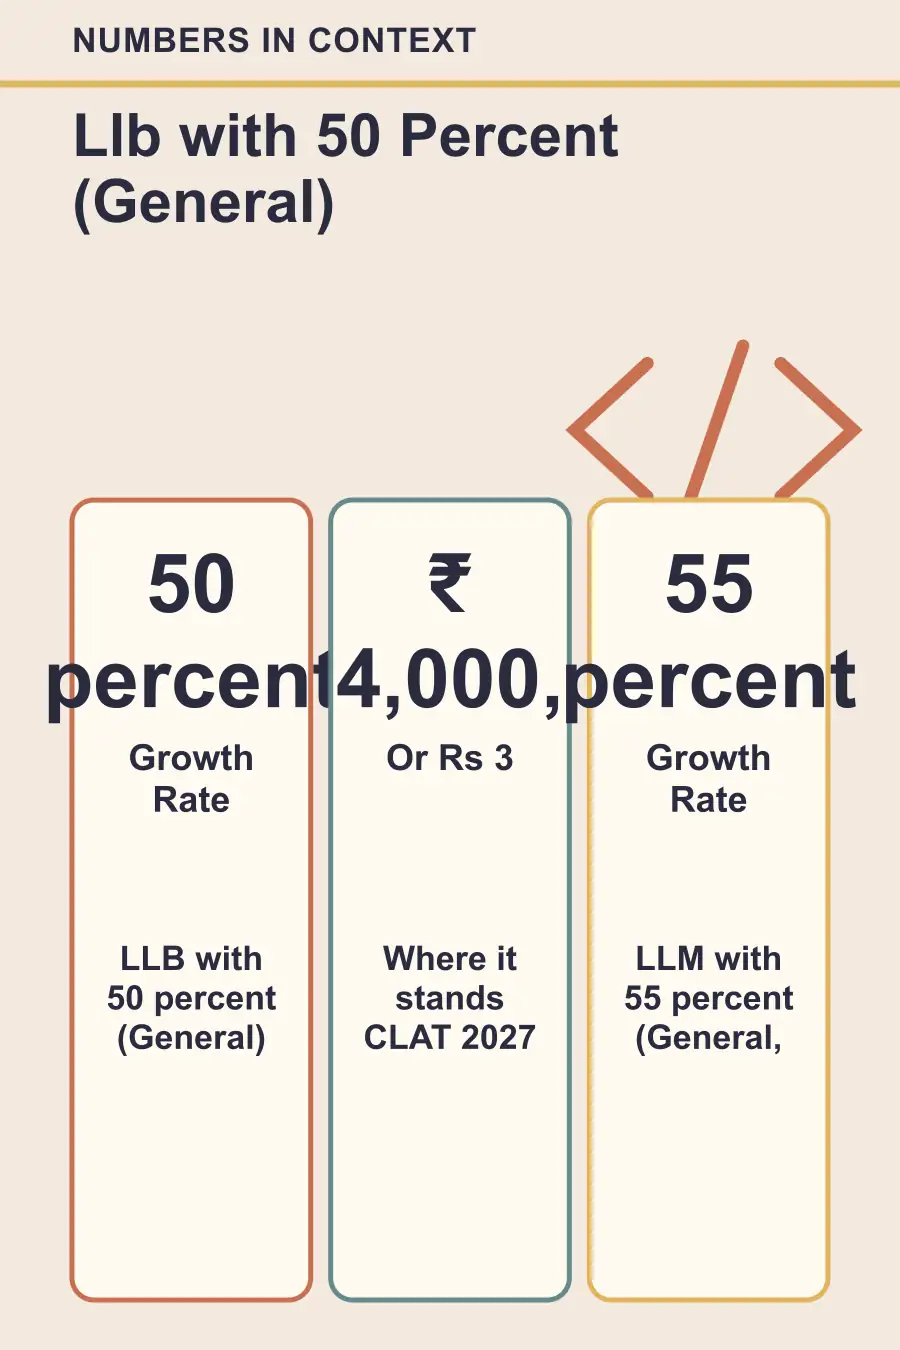 NUMBERS IN CONTEXT
Llb with 50 Percent
(General)
50
percent
Growth
Rate
LLB with
50 percent
(General)
₹
4,000,
Or Rs 3
Where it
stands
CLAT 2027
55
percent
Growth
Rate
LLM with
55 percent
(General,